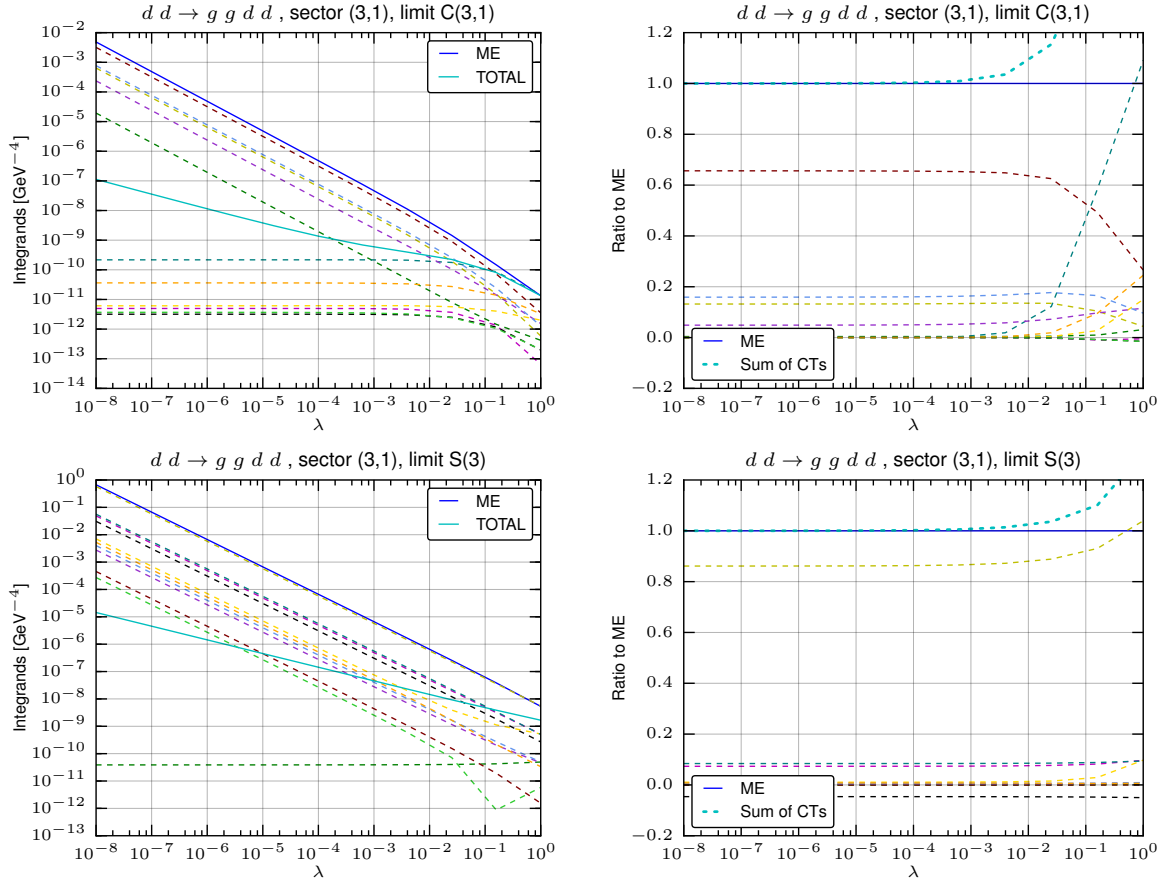 d d → g g d d , sector (3,1), limit C(3,1)
Integrands [GeV⁻⁴]
10⁻²
10⁻³
10⁻⁴
10⁻⁵
10⁻⁶
10⁻⁷
10⁻⁸
10⁻⁹
10⁻¹⁰
10⁻¹¹
10⁻¹²
10⁻¹³
10⁻¹⁴
ME
TOTAL
10⁻⁸ 10⁻⁷ 10⁻⁶ 10⁻⁵ 10⁻⁴ 10⁻³ 10⁻² 10⁻¹ 10⁰
λ
d d → g g d d , sector (3,1), limit C(3,1)
Ratio to ME
1.2
1.0
0.8
0.6
0.4
0.2
0.0
−0.2
ME
Sum of CTs
10⁻⁸ 10⁻⁷ 10⁻⁶ 10⁻⁵ 10⁻⁴ 10⁻³ 10⁻² 10⁻¹ 10⁰
λ
d d → g g d d , sector (3,1), limit S(3)
Integrands [GeV⁻⁴]
10⁰
10⁻¹
10⁻²
10⁻³
10⁻⁴
10⁻⁵
10⁻⁶
10⁻⁷
10⁻⁸
10⁻⁹
10⁻¹⁰
10⁻¹¹
10⁻¹²
10⁻¹³
ME
TOTAL
10⁻⁸ 10⁻⁷ 10⁻⁶ 10⁻⁵ 10⁻⁴ 10⁻³ 10⁻² 10⁻¹ 10⁰
λ
d d → g g d d , sector (3,1), limit S(3)
Ratio to ME
1.2
1.0
0.8
0.6
0.4
0.2
0.0
−0.2
ME
Sum of CTs
10⁻⁸ 10⁻⁷ 10⁻⁶ 10⁻⁵ 10⁻⁴ 10⁻³ 10⁻² 10⁻¹ 10⁰
λ